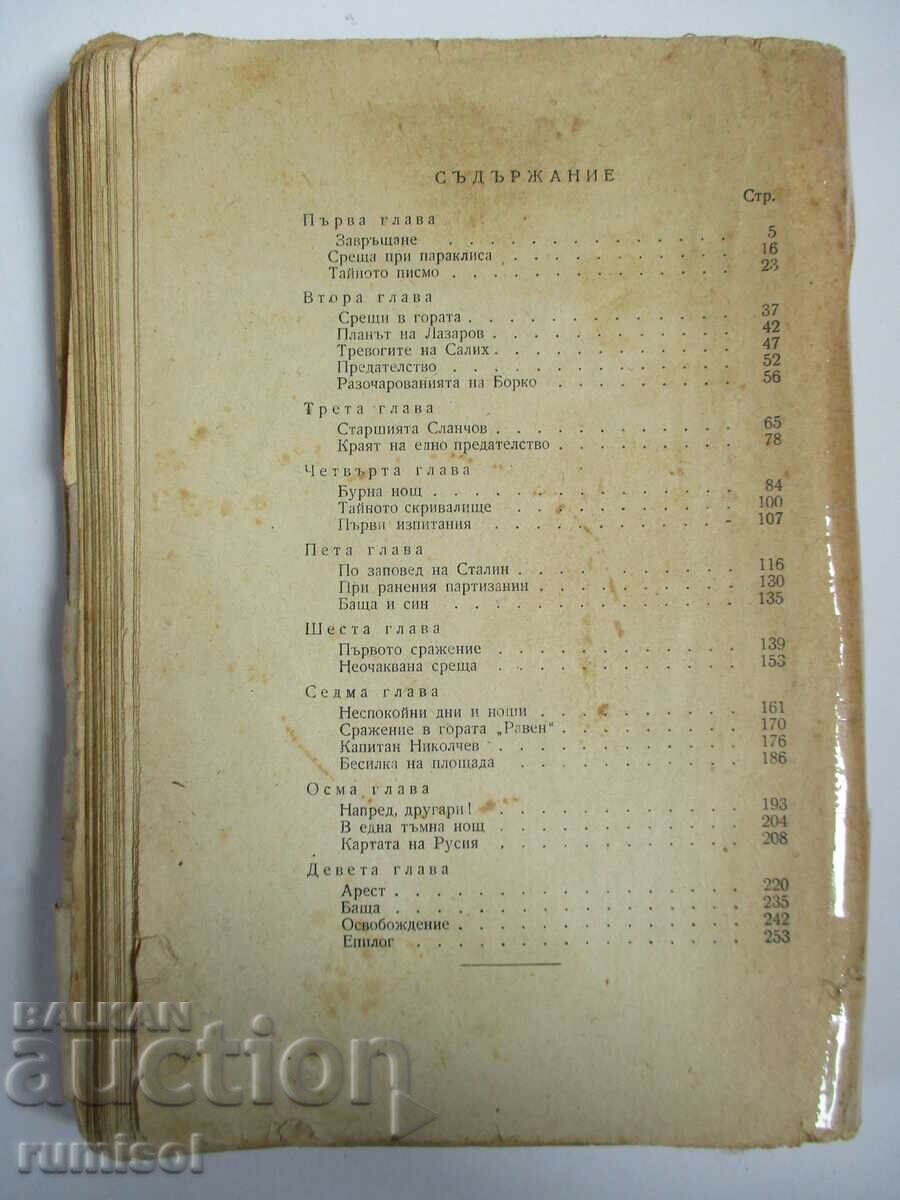 СЪДЪРЖАНИЕ
Стр.
Първа глава
Завръщане . . . . . . . . . . . . . . 5
Среща при параклиса . . . . . . . . . . . 16
Тайното писмо . . . . . . . . . . . . . . 23
Втора глава
Срещи в гората . . . . . . . . . . . . . 37
Планът на Лазаров . . . . . . . . . . . 42
Тревогите на Салих . . . . . . . . . . . . 47
Предателство . . . . . . . . . . . . . . 52
Разочарованията на Борко . . . . . . . . . 56
Трета глава
Старшията Сланчов . . . . . . . . . . . . 65
Краят на едно предателство . . . . . . . . . 78
Четвърта глава
Бурна нощ . . . . . . . . . . . . . . . 84
Тайното скривалище . . . . . . . . . . . 100
Първи изпитания . . . . . . . . . . . . 107
Пета глава
По заповед на Сталин . . . . . . . . . . 116
При ранения партизанин . . . . . . . . . . 130
Баща и син . . . . . . . . . . . . . . 135
Шеста глава
Първото сражение . . . . . . . . . . . . 139
Неочаквана среща . . . . . . . . . . . . 153
Седма глава
Неспокойни дни и нощи . . . . . . . . . . 161
Сражение в гората „Равен“ . . . . . . . . . 170
Капитан Николчев . . . . . . . . . . . . 176
Бесилка на площада . . . . . . . . . . . 186
Осма глава
Напред, другари! . . . . . . . . . . . . 193
В една тъмна нощ . . . . . . . . . . . 204
Картата на Русия . . . . . . . . . . . . 208
Девета глава
Арест . . . . . . . . . . . . . . . . . 220
Баща . . . . . . . . . . . . . . . . . 235
Освобождение . . . . . . . . . . . . . . 242
Епилог . . . . . . . . . . . . . . . . 253
BALKAN
auction
rumisol